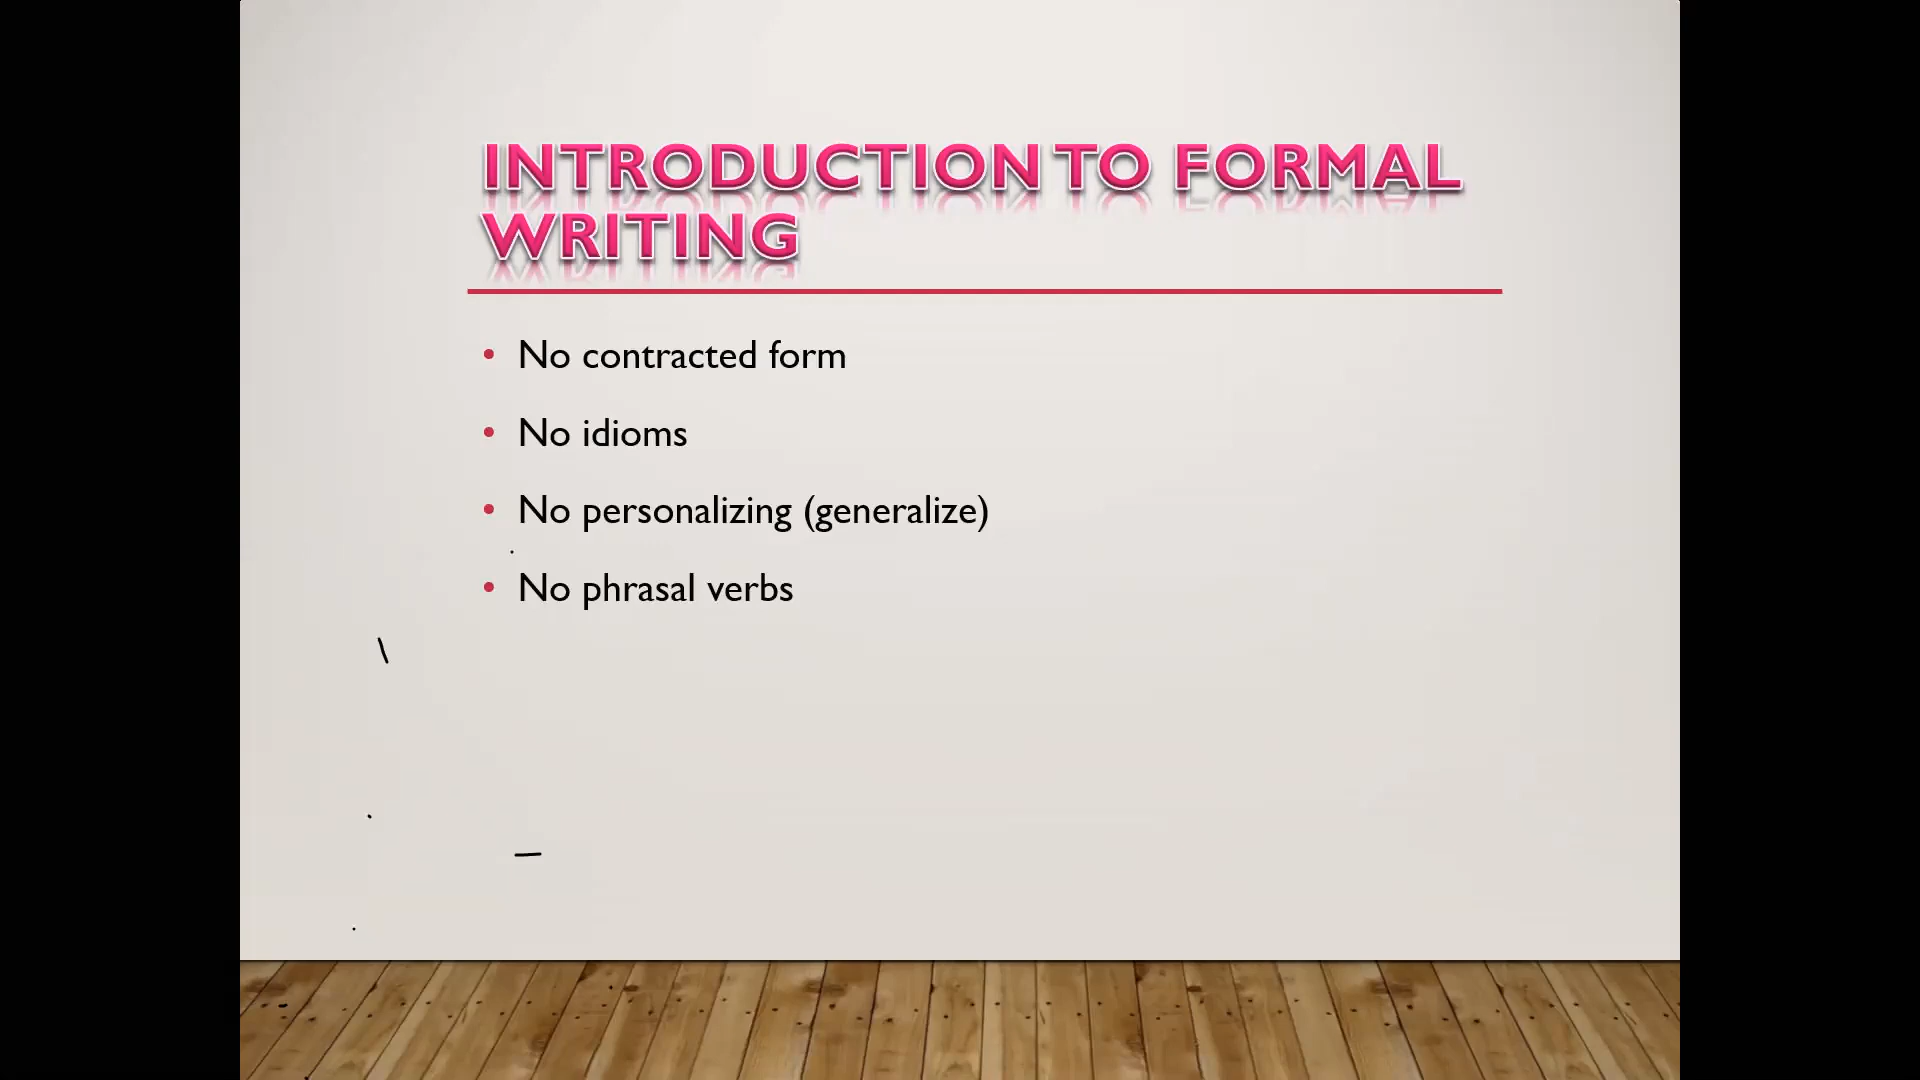 INTRODUCTION TO FORMAL
WRITING
• No contracted form
• No idioms
• No personalizing (generalize)
• No phrasal verbs